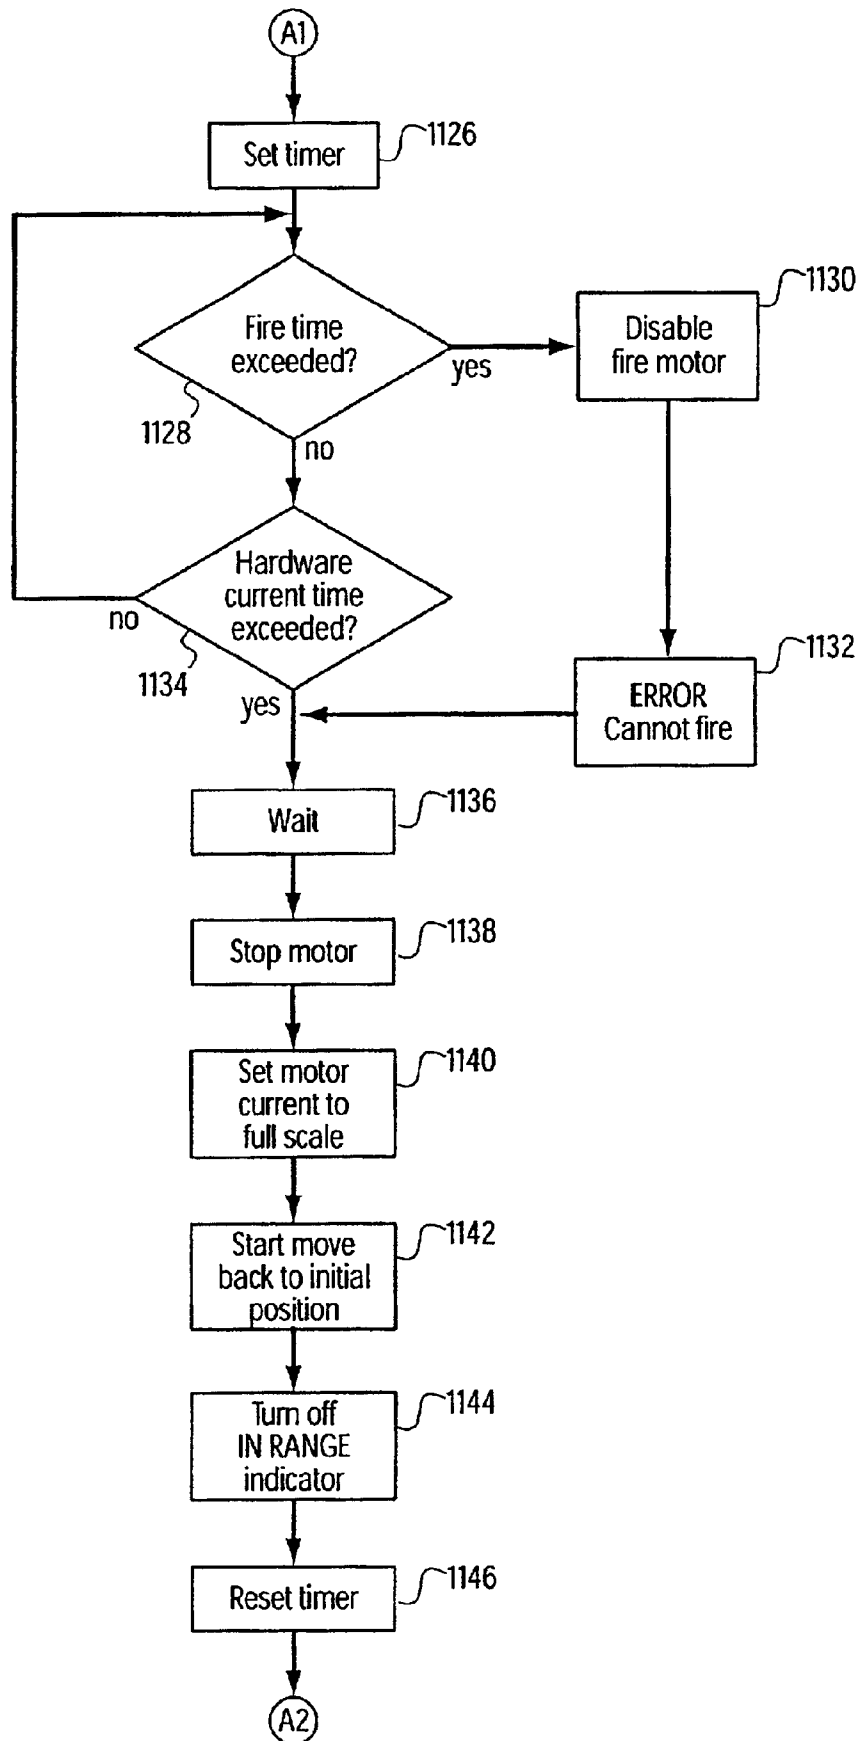 A1
Set timer
1126
Fire time
exceeded?
yes
1128
no
Disable
fire motor
1130
Hardware
current time
exceeded?
no
1134
yes
ERROR
Cannot fire
1132
Wait
1136
Stop motor
1138
Set motor
current to
full scale
1140
Start move
back to initial
position
1142
Turn off
IN RANGE
indicator
1144
Reset timer
1146
A2